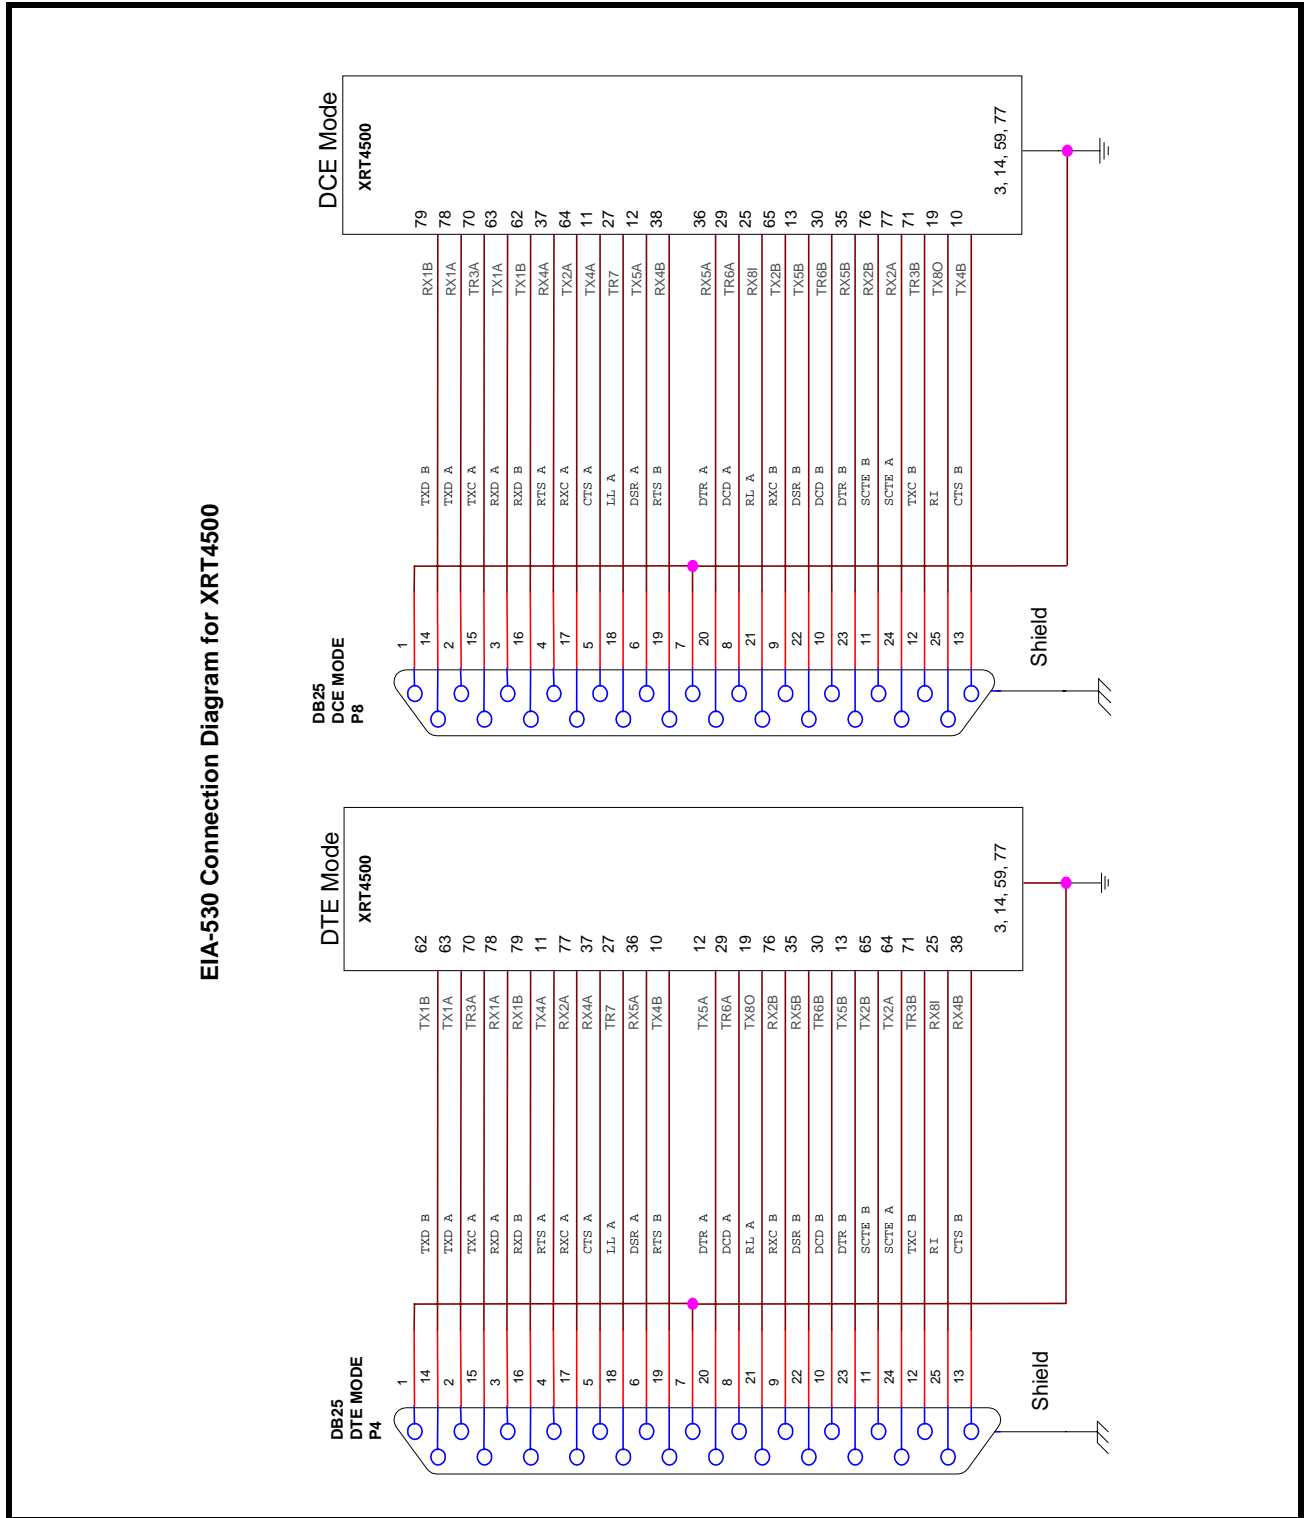 EIA-530 Connection Diagram for XRT4500
DCE Mode
XRT4500
79
78
70
63
62
37
64
11
27
12
38
36
29
25
65
13
30
35
76
77
71
19
10
3, 14, 59, 77
RX1B
RX1A
TR3A
TX1A
TX1B
RX4A
TX2A
TX4A
TR7
TX5A
RX4B
RX5A
TR6A
RX8I
TX2B
TX5B
TR6B
RX5B
RX2B
RX2A
TR3B
TX8O
TX4B
TXD B
TXD A
TXC A
RXD A
RXD B
RTS A
RXC A
CTS A
LL A
DSR A
RTS B
DTR A
DCD A
RL A
RXC B
DSR B
DCD B
DTR B
SCTE B
SCTE A
TXC B
RI
CTS B
1
14
2
15
3
16
4
17
5
18
6
19
7
20
8
21
9
22
10
23
11
24
12
25
13
Shield
DB25
DCE MODE
P8
DTE Mode
XRT4500
62
63
70
78
79
11
77
37
27
36
10
12
29
19
76
35
30
13
65
64
71
25
38
3, 14, 59, 77
TX1B
TX1A
TR3A
RX1A
RX1B
TX4A
RX2A
RX4A
TR7
RX5A
TX4B
TX5A
TR6A
TX8O
RX2B
RX5B
TR6B
TX5B
TX2B
TX2A
TR3B
RX8I
RX4B
TXD B
TXD A
TXC A
RXD A
RXD B
RTS A
RXC A
CTS A
LL A
DSR A
RTS B
DTR A
DCD A
RL A
RXC B
DSR B
DCD B
DTR B
SCTE B
SCTE A
TXC B
RI
CTS B
1
14
2
15
3
16
4
17
5
18
6
19
7
20
8
21
9
22
10
23
11
24
12
25
13
Shield
DB25
DTE MODE
P4